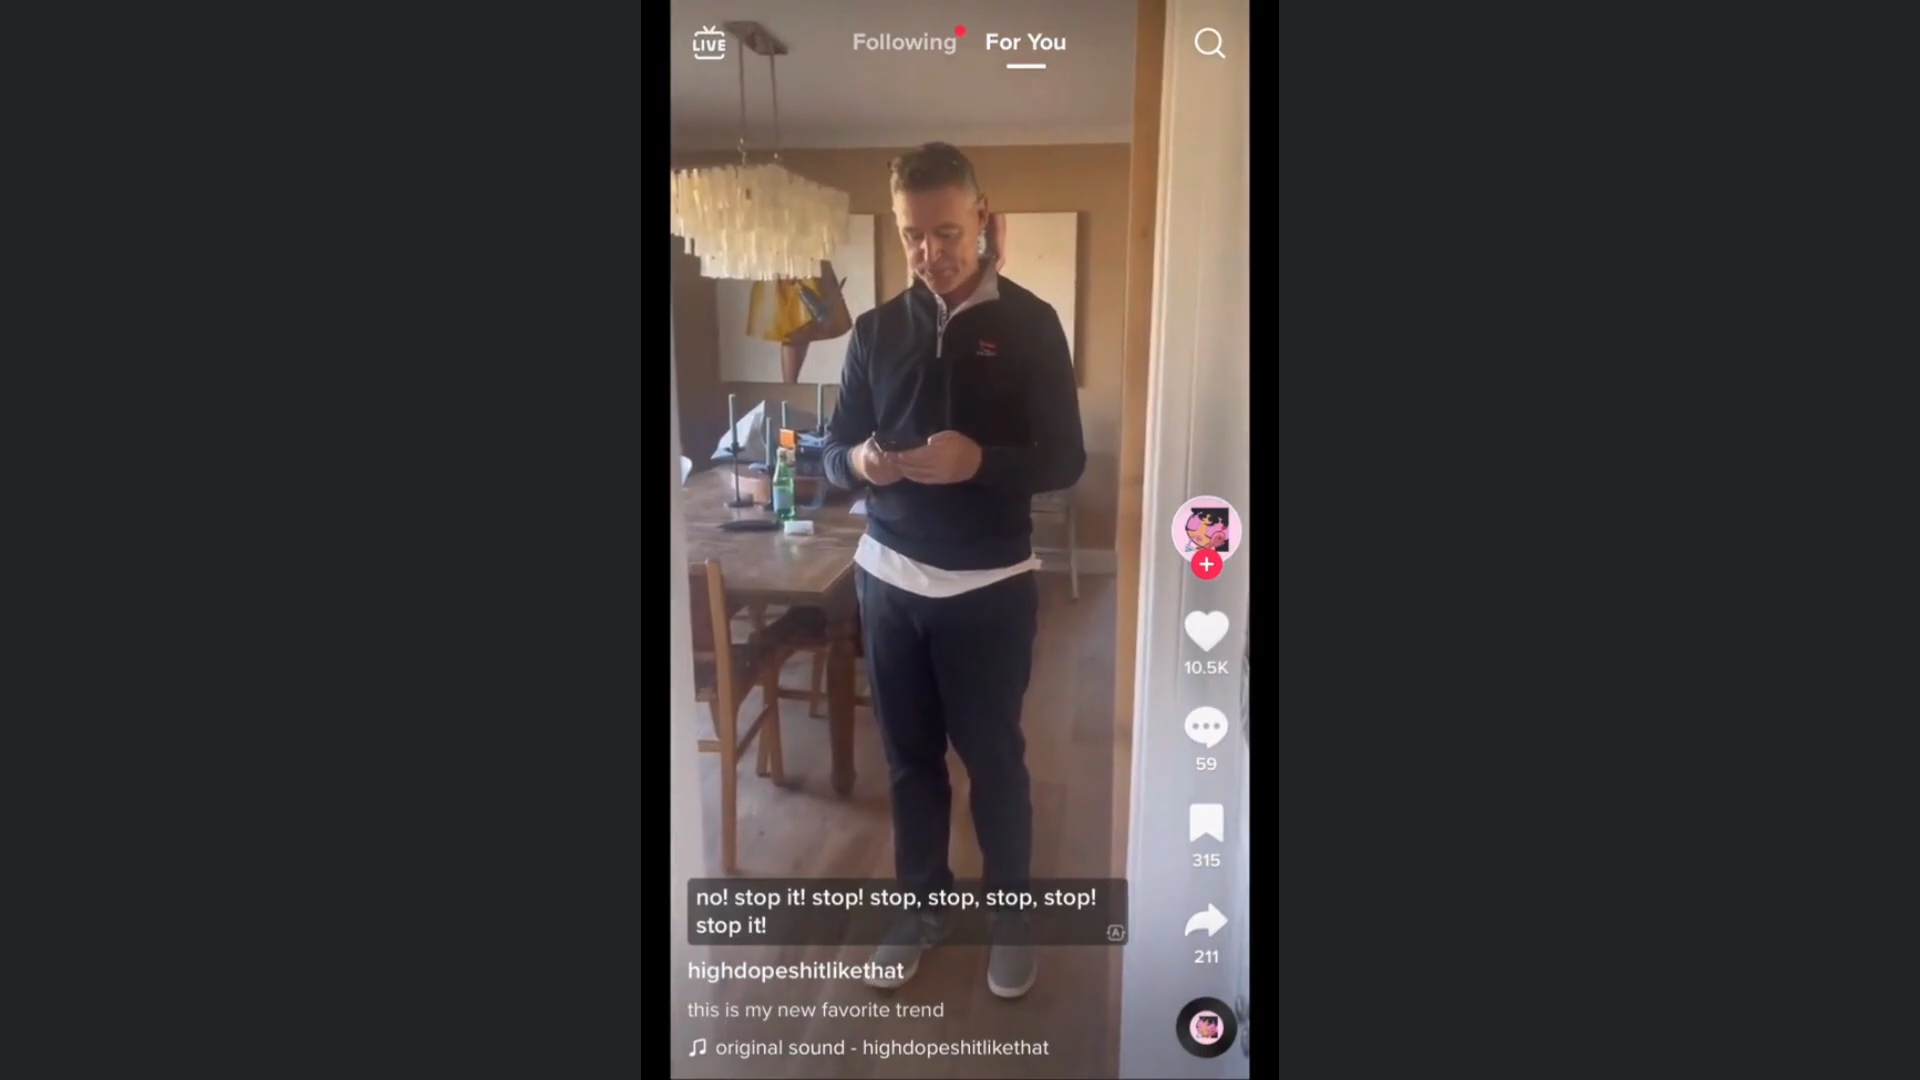 LIVE
Following
For You
10.5K
59
315
211
no! stop it! stop! stop, stop, stop, stop!
stop it!
highdopeshitlikethat
this is my new favorite trend
original sound - highdopeshitlikethat